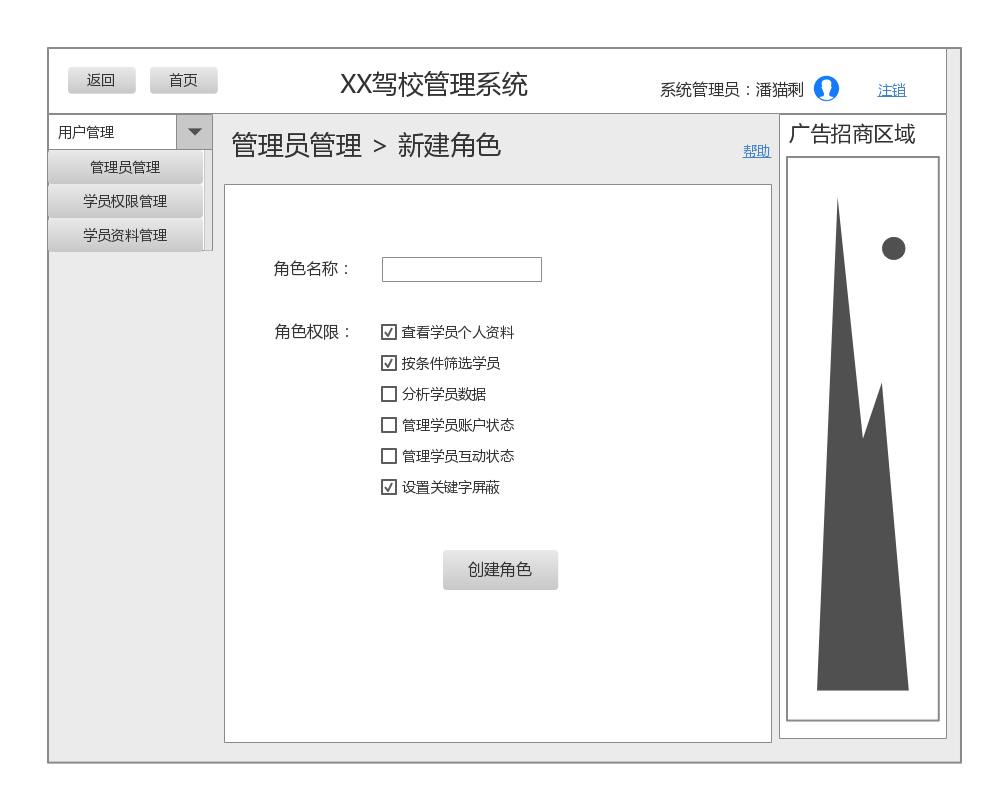 返回
首页
XX驾校管理系统
系统管理员：潘猫剩
注销
用户管理
管理员管理
学员权限管理
学员资料管理
管理员管理 > 新建角色
帮助
角色名称：
角色权限：
查看学员个人资料
按条件筛选学员
分析学员数据
管理学员账户状态
管理学员互动状态
设置关键字屏蔽
创建角色
广告招商区域